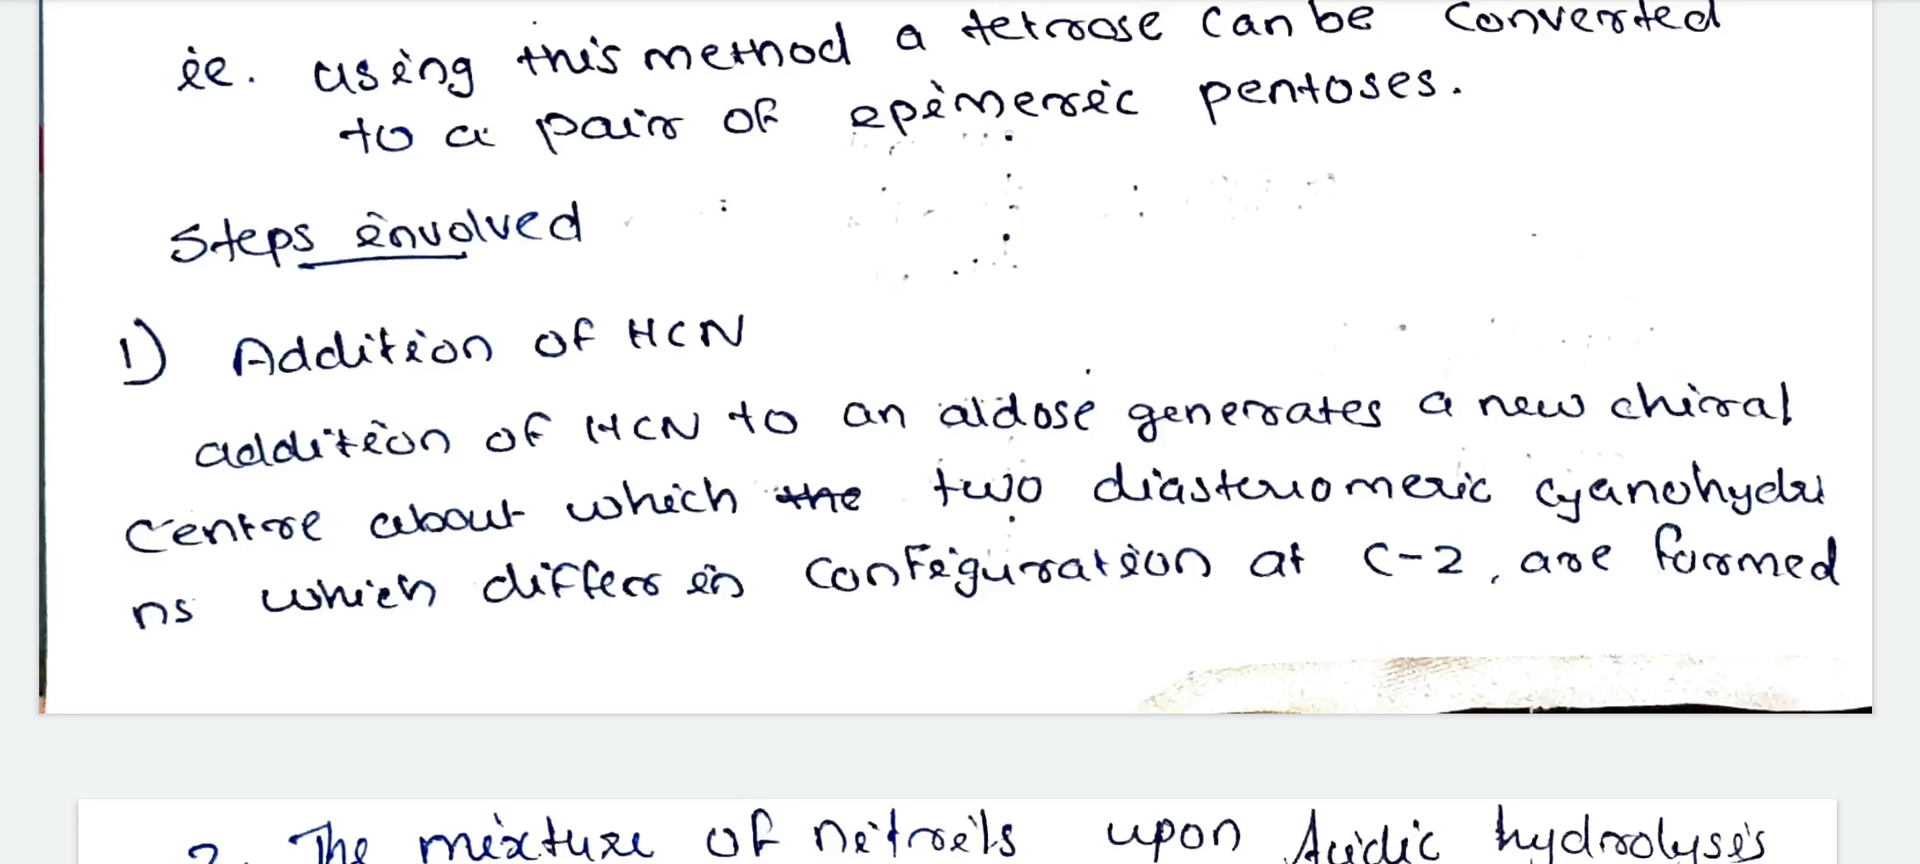 ie. using this method a tetrose can be converted
to a pair of epimeric pentoses.
Steps involved
1) Addition of HCN
addition of HCN to an aldose generates a new chiral
centre about which the two diastereomeric cyanohydri
ns which differs in configuration at C-2, are formed
2. The mixture of nitrils upon Acidic hydrolysis